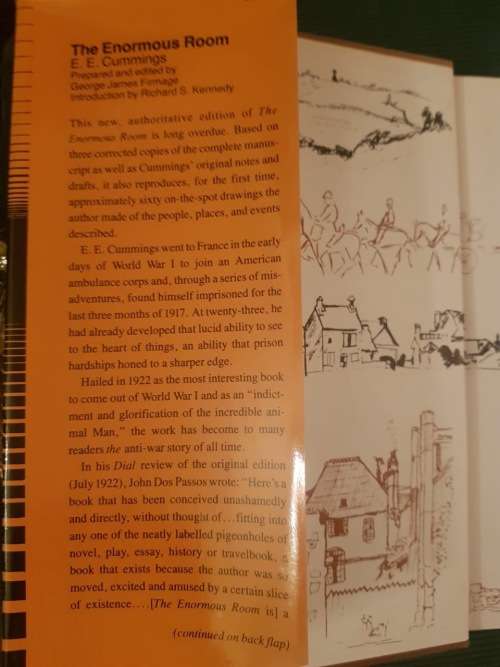 The Enormous Room
E. E. Cummings
Prepared and edited by
George James Firmage
Introduction by Richard S. Kennedy
This new, authoritative edition of The
Enormous Room is long overdue. Based on
three corrected copies of the complete manus-
cript as well as Cummings' original notes and
drafts, it also reproduces, for the first time,
approximately sixty on-the-spot drawings the
author made of the people, places, and events
described.
E. E. Cummings went to France in the early
days of World War I to join an American
ambulance corps and, through a series of mis-
adventures, found himself imprisoned for the
last three months of 1917. At twenty-three, he
had already developed that lucid ability to see
to the heart of things, an ability that prison
hardships honed to a sharper edge.
Hailed in 1922 as the most interesting book
to come out of World War I and as an "indict-
ment and glorification of the incredible ani-
mal Man," the work has become to many
readers the anti-war story of all time.
In his Dial review of the original edition
(July 1922), John Dos Passos wrote: "Here's a
book that has been conceived unashamedly
and directly, without thought of...fitting into
any one of the neatly labelled pigeonholes of
novel, play, essay, history or travelbook, a
book that exists because the author was so
moved, excited and amused by a certain slice
of existence....[The Enormous Room is] a
(continued on back flap)